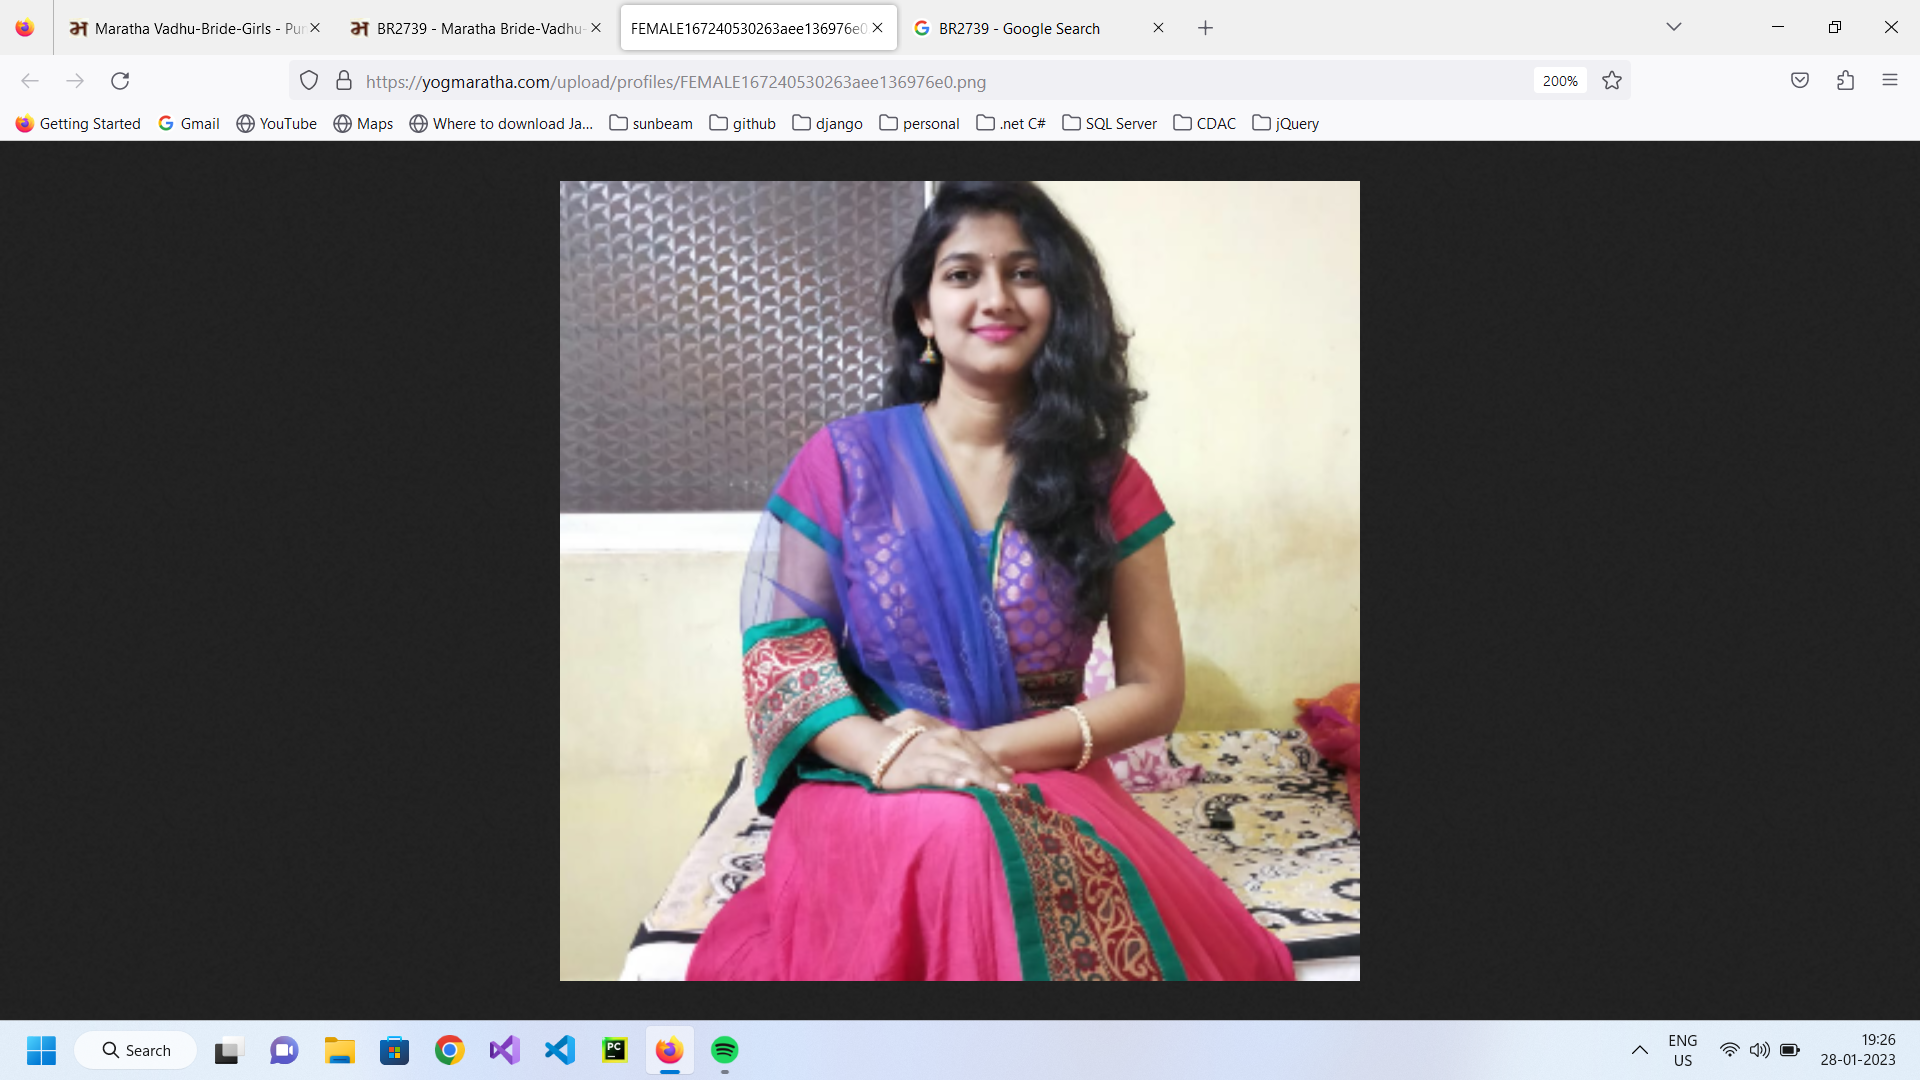 Maratha Vadhu-Bride-Girls - Pun
BR2739 - Maratha Bride-Vadhu-
FEMALE167240530263aee136976e0
BR2739 - Google Search
https://yogmaratha.com/upload/profiles/FEMALE167240530263aee136976e0.png
200%
Getting Started
Gmail
YouTube
Maps
Where to download Ja...
sunbeam
github
django
personal
.net C#
SQL Server
CDAC
jQuery
Search
PC
ENG
US
19:26
28-01-2023